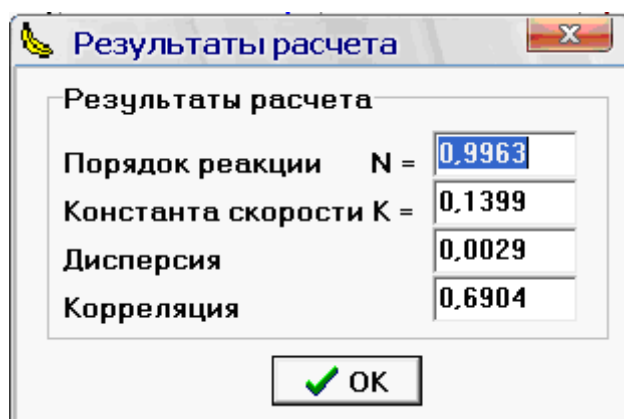 Результаты расчета
Результаты расчета
Порядок реакции N = 0,9963
Константа скорости K = 0,1399
Дисперсия 0,0029
Корреляция 0,6904
OK